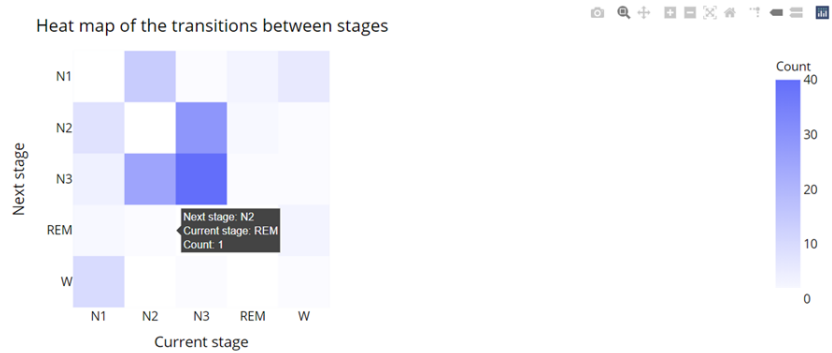 Heat map of the transitions between stages
Count
N1
N2
N3
REM
W
Next stage
Next stage: N2
Current stage: REM
Count: 1
40
30
20
10
0
N1
N2
N3
REM
W
Current stage